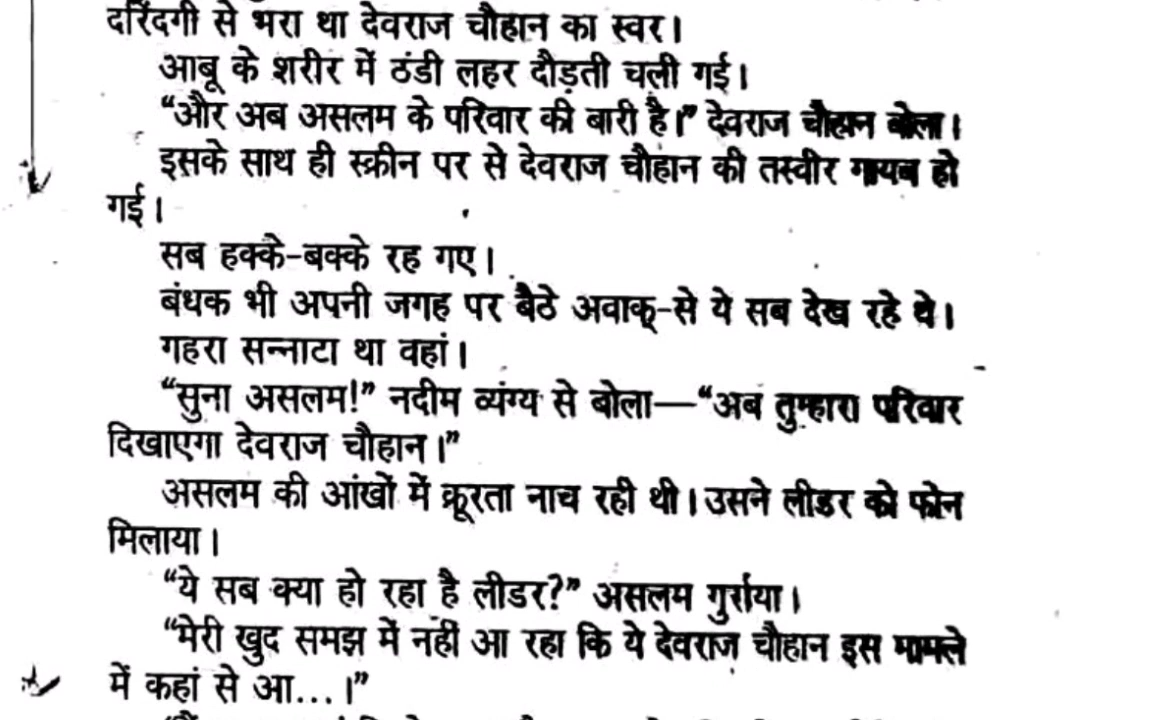 दरिंदगी से भरा था देवराज चौहान का स्वर।
आबू के शरीर में ठंडी लहर दौड़ती चली गई।
“और अब असलम के परिवार की बारी है।” देवराज चौहान बोला।
इसके साथ ही स्क्रीन पर से देवराज चौहान की तस्वीर गायब हो
गई।
सब हक्के-बक्के रह गए।
बंधक भी अपनी जगह पर बैठे अवाक्-से ये सब देख रहे थे।
गहरा सन्नाटा था वहां।
“सुना असलम!” नदीम व्यंग्य से बोला—“अब तुम्हारा परिवार
दिखाएगा देवराज चौहान।”
असलम की आंखों में क्रूरता नाच रही थी। उसने लीडर को फोन
मिलाया।
“ये सब क्या हो रहा है लीडर?” असलम गुर्राया।
“मेरी खुद समझ में नहीं आ रहा कि ये देवराज चौहान इस मामले
में कहां से आ...।”